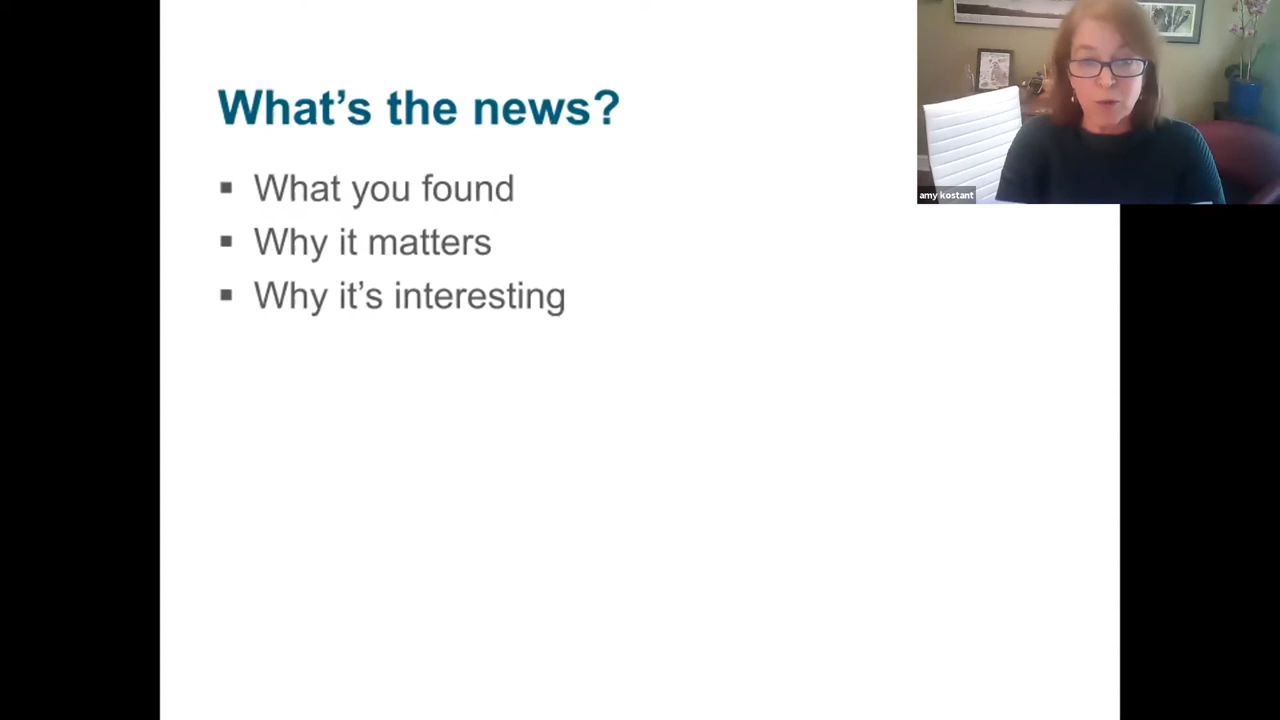 What's the news?
▪ What you found
▪ Why it matters
▪ Why it's interesting
amy kostant